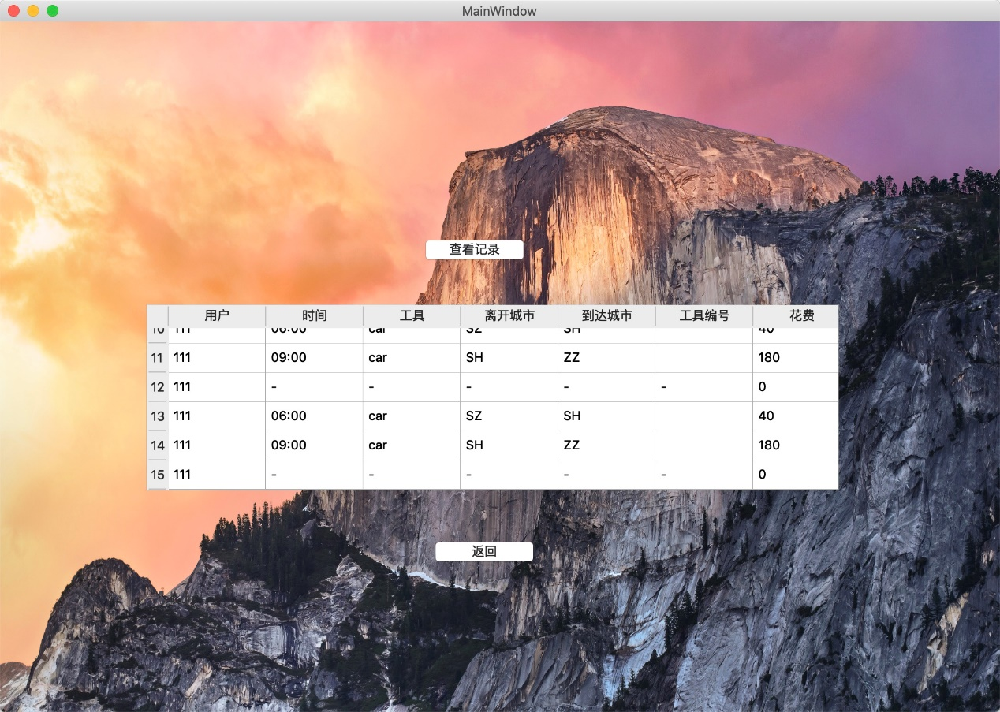 MainWindow
查看记录
用户 时间 工具 离开城市 到达城市 工具编号 花费
10 111 06:00 car SZ SH 40
11 111 09:00 car SH ZZ 180
12 111 - - - - - 0
13 111 06:00 car SZ SH 40
14 111 09:00 car SH ZZ 180
15 111 - - - - - 0
返回